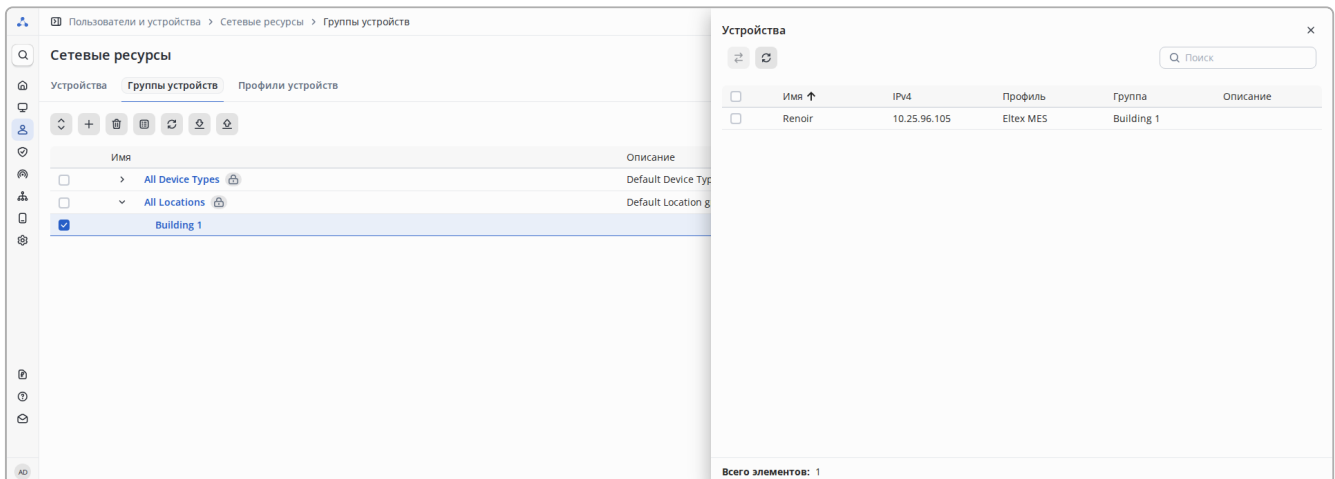 Пользователи и устройства > Сетевые ресурсы > Группы устройств
Сетевые ресурсы
Устройства Группы устройств Профили устройств
Имя Описание
All Device Types Default Device Typ
All Locations Default Location g
Building 1
AD
Устройства
Поиск
Имя IPv4 Профиль Группа Описание
Renoir 10.25.96.105 Eltex MES Building 1
Всего элементов: 1